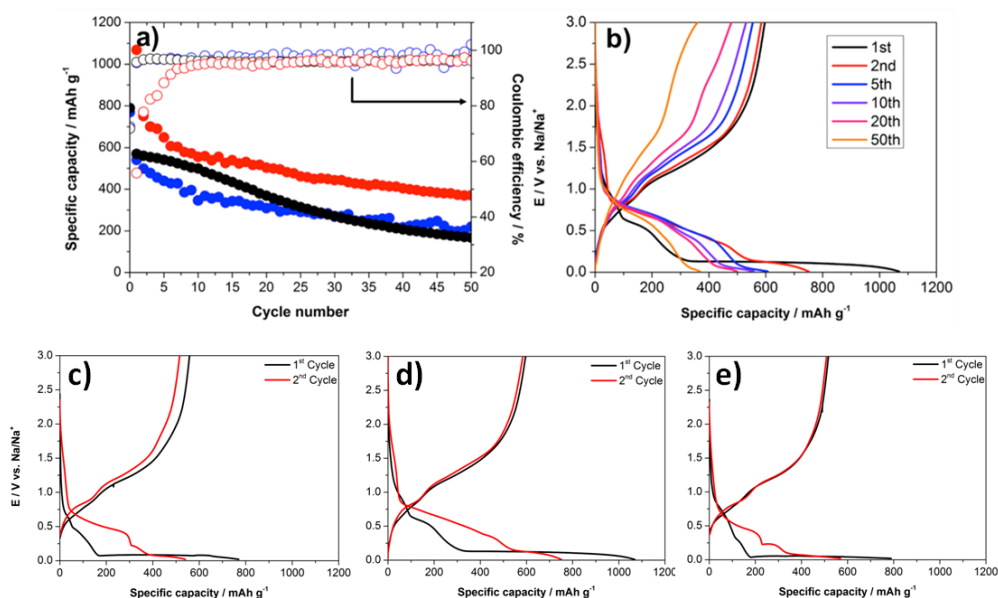 a)
1200
1000
800
600
400
200
0
Specific capacity / mAh g⁻¹
0 5 10 15 20 25 30 35 40 45 50
Cycle number
100
80
60
40
20
Coulombic efficiency / %
b)
3.0
2.5
2.0
1.5
1.0
0.5
0.0
E / V vs. Na/Na⁺
0 200 400 600 800 1000 1200
Specific capacity / mAh g⁻¹
1st
2nd
5th
10th
20th
50th
c)
3.0
2.5
2.0
1.5
1.0
0.5
0.0
E / V vs. Na/Na⁺
0 200 400 600 800 1000 1200
Specific capacity / mAh g⁻¹
1ˢᵗ Cycle
2ⁿᵈ Cycle
d)
3.0
2.5
2.0
1.5
1.0
0.5
0.0
0 200 400 600 800 1000 1200
Specific capacity / mAh g⁻¹
1ˢᵗ Cycle
2ⁿᵈ Cycle
e)
3.0
2.5
2.0
1.5
1.0
0.5
0.0
0 200 400 600 800 1000 1200
Specific capacity / mAh g⁻¹
1ˢᵗ Cycle
2ⁿᵈ Cycle